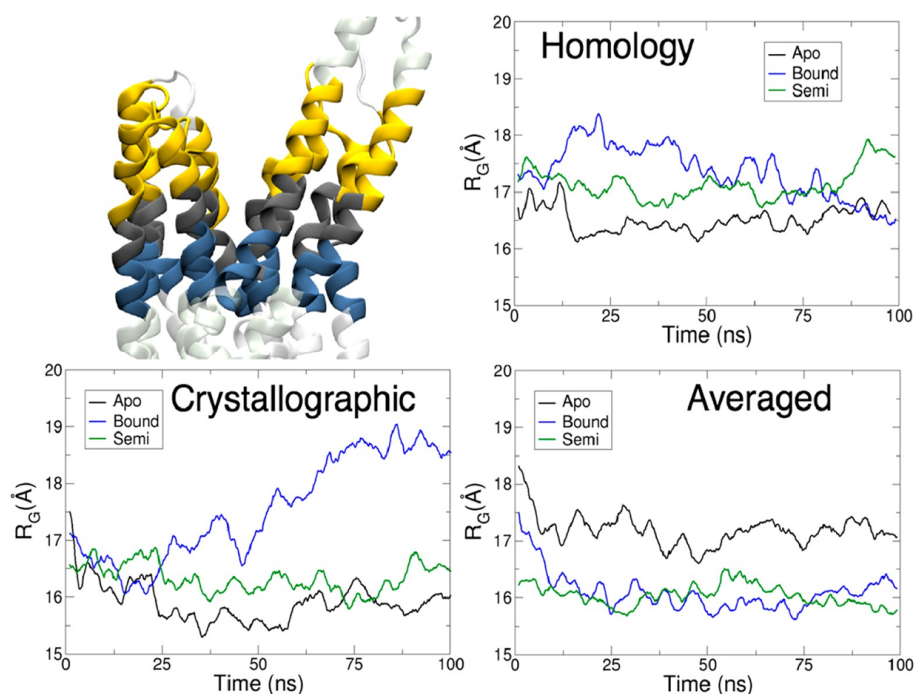 Homology
Apo
Bound
Semi
20
19
18
17
16
15
R_G(Å)
0
25
50
75
100
Time (ns)
Crystallographic
Apo
Bound
Semi
20
19
18
17
16
15
R_G(Å)
0
25
50
75
100
Time (ns)
Averaged
Apo
Bound
Semi
20
19
18
17
16
15
R_G(Å)
0
25
50
75
100
Time (ns)